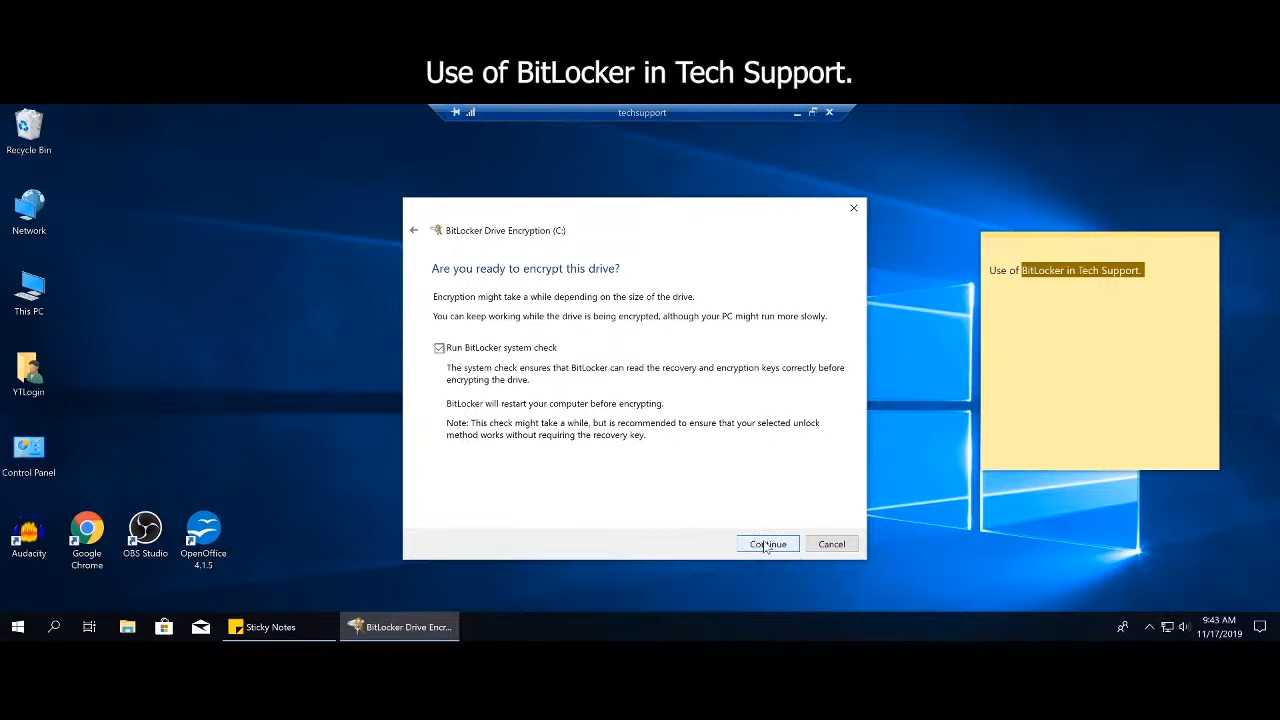 Use of BitLocker in Tech Support.
techsupport
Recycle Bin
Network
This PC
YTLogin
Control Panel
Audacity
Google
Chrome
OBS Studio
OpenOffice
4.1.5
BitLocker Drive Encryption (C:)
Are you ready to encrypt this drive?
Encryption might take a while depending on the size of the drive.
You can keep working while the drive is being encrypted, although your PC might run more slowly.
Run BitLocker system check
The system check ensures that BitLocker can read the recovery and encryption keys correctly before
encrypting the drive.
BitLocker will restart your computer before encrypting.
Note: This check might take a while, but is recommended to ensure that your selected unlock
method works without requiring the recovery key.
Continue
Cancel
Use of BitLocker in Tech Support.
Sticky Notes
BitLocker Drive Encr...
9:43 AM
11/17/2019